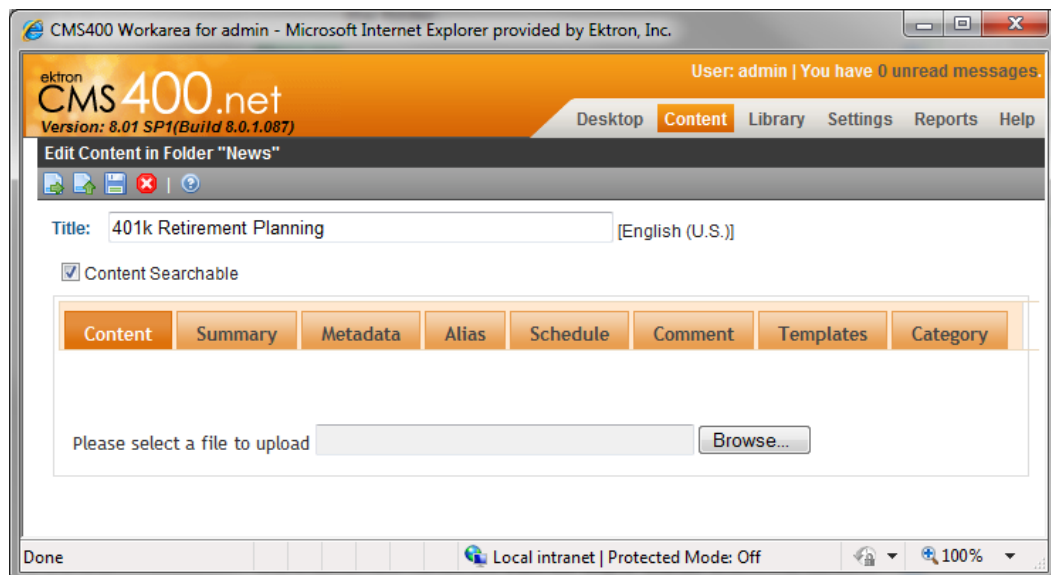 CMS400 Workarea for admin - Microsoft Internet Explorer provided by Ektron, Inc.
User: admin | You have 0 unread messages.
ektron
CMS400.net
Version: 8.01 SP1(Build 8.0.1.087)
Desktop Content Library Settings Reports Help
Edit Content in Folder "News"
Title: 401k Retirement Planning [English (U.S.)]
Content Searchable
Content Summary Metadata Alias Schedule Comment Templates Category
Please select a file to upload Browse...
Done Local intranet | Protected Mode: Off 100%